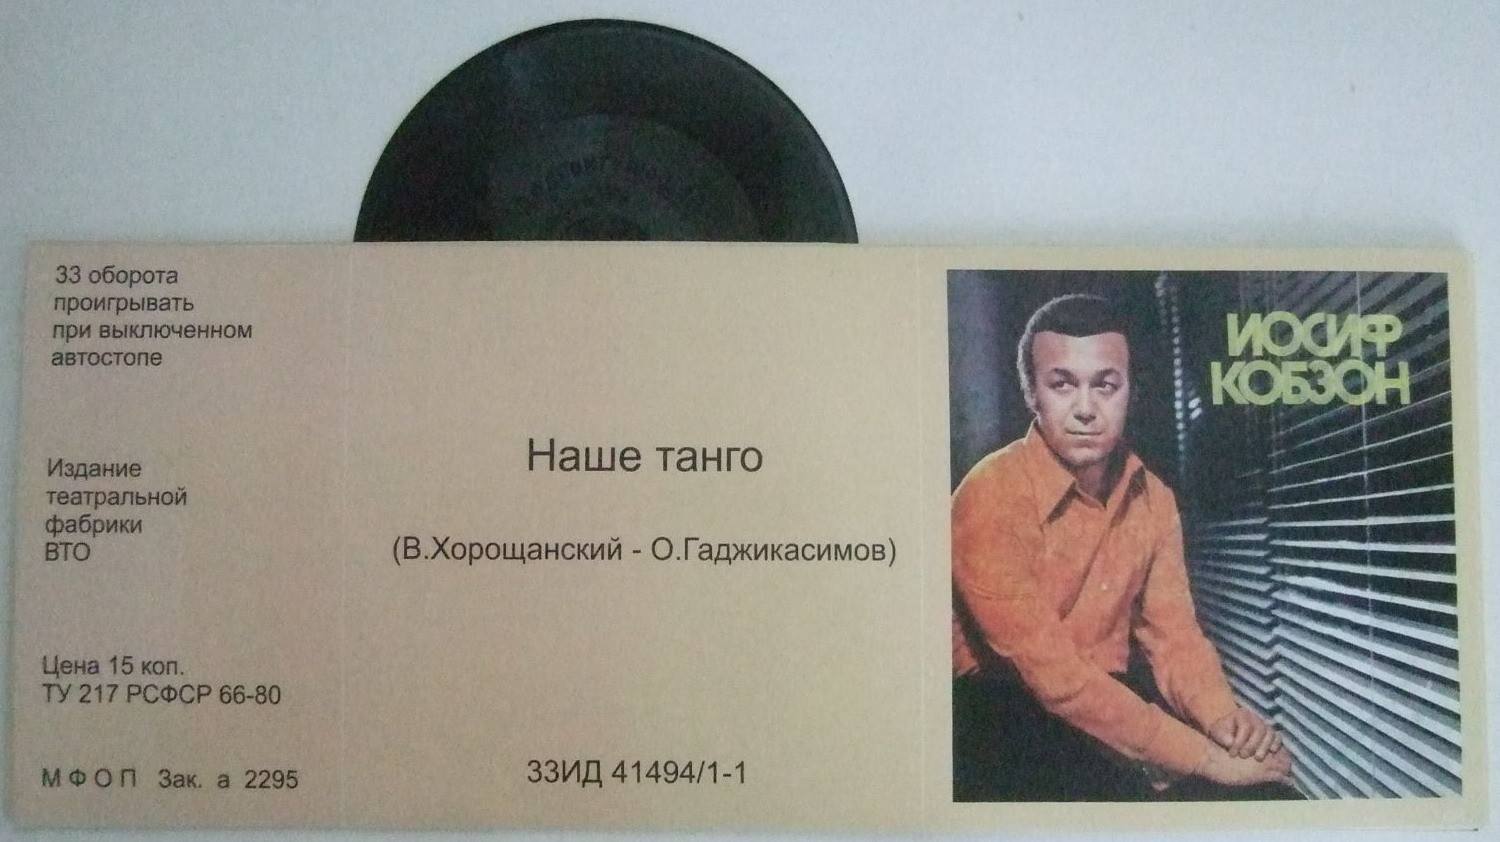 33 оборота
проигрывать
при выключенном
автостопе
Издание
театральной
фабрики
ВТО
Цена 15 коп.
ТУ 217 РСФСР 66-80
М Ф О П Зак. а 2295
Наше танго
(В.Хорощанский - О.Гаджикасимов)
33ИД 41494/1-1
ИОСИФ
КОБЗОН